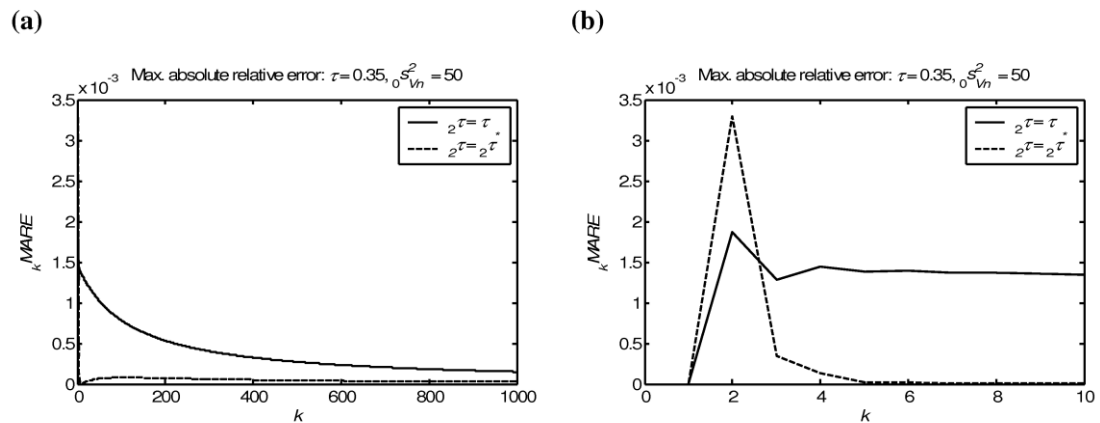 (a)
Max. absolute relative error: τ = 0.35, ₀s²Vn = 50
x 10⁻³
3.5
3
2.5
2
1.5
1
0.5
0
kMARE
0 200 400 600 800 1000
k
₂τ = τ
₂τ = ₂τ*
(b)
Max. absolute relative error: τ = 0.35, ₀s²Vn = 50
x 10⁻³
3.5
3
2.5
2
1.5
1
0.5
0
kMARE
0 2 4 6 8 10
k
₂τ = τ
₂τ = ₂τ*